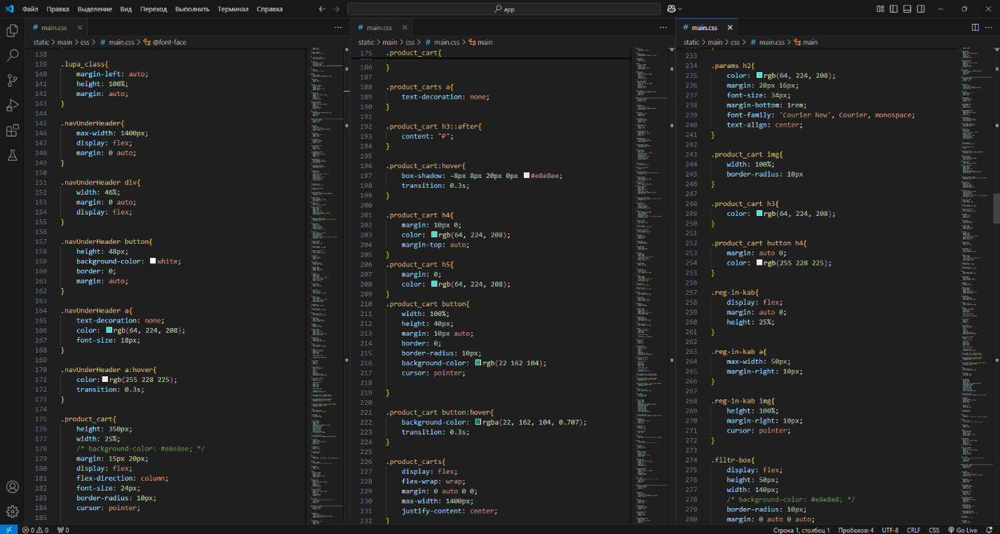 Файл Правка Выделение Вид Переход Выполнить Терминал Справка
app
# main.css
static > main > css > # main.css > @font-face
138
139 .lupa_class{
140 margin-left: auto;
141 height: 100%;
142 margin: auto;
143 }
144
145 .navUnderHeader{
146 max-width: 1400px;
147 display: flex;
148 margin: 0 auto;
149 }
150
151 .navUnderHeader div{
152 width: 46%;
153 margin: 0 auto;
154 display: flex;
155 }
156
157 .navUnderHeader button{
158 height: 48px;
159 background-color: white;
160 border: 0;
161 margin: auto;
162 }
163
164 .navUnderHeader a{
165 text-decoration: none;
166 color: rgb(64, 224, 208);
167 font-size: 18px;
168 }
169
170 .navUnderHeader a:hover{
171 color: rgb(255 228 225);
172 transition: 0.3s;
173 }
174
175 .product_cart{
176 height: 350px;
177 width: 25%;
178 /* background-color: #e8e8ee; */
179 margin: 15px 20px;
180 display: flex;
181 flex-direction: column;
182 font-size: 24px;
183 border-radius: 10px;
184 cursor: pointer;
185
# main.css
static > main > css > # main.css > main
175 .product_cart{
186 }
187
188 .product_carts a{
189 text-decoration: none;
190 }
191
192 .product_cart h3::after{
193 content: "₽";
194 }
195
196 .product_cart:hover{
197 box-shadow: -8px 8px 20px 0px #e8e8ee;
198 transition: 0.3s;
199 }
200
201 .product_cart h4{
202 margin: 10px 0;
203 color: rgb(64, 224, 208);
204 margin-top: auto;
205 }
206 .product_cart h5{
207 margin: 0;
208 color: rgb(64, 224, 208);
209 }
210 .product_cart button{
211 width: 100%;
212 height: 40px;
213 margin: 10px auto;
214 border: 0;
215 border-radius: 10px;
216 background-color: rgb(22 162 104);
217 cursor: pointer;
218
219 }
220
221 .product_cart button:hover{
222 background-color: rgba(22, 162, 104, 0.707);
223 transition: 0.3s;
224 }
225
226 .product_carts{
227 display: flex;
228 flex-wrap: wrap;
229 margin: 0 auto 0 0;
230 max-width: 1400px;
231 justify-content: center;
232 }
# main.css
static > main > css > # main.css > main
233
234 .params h2{
235 color: rgb(64, 224, 208);
236 margin: 20px 16px;
237 font-size: 34px;
238 margin-bottom: 1rem;
239 font-family: 'Courier New', Courier, monospace;
240 text-align: center;
241 }
242
243 .product_cart img{
244 width: 100%;
245 border-radius: 10px
246 }
247
248 .product_cart h3{
249 color: rgb(64, 224, 208);
250 }
251
252 .product_cart button h4{
253 margin: auto 0;
254 color: rgb(255 228 225);
255 }
256
257 .reg-in-kab{
258 display: flex;
259 margin: auto 0;
260 height: 25%;
261 }
262
263 .reg-in-kab a{
264 max-width: 50px;
265 margin-right: 10px;
266 }
267
268 .reg-in-kab img{
269 height: 100%;
270 margin-right: 10px;
271 cursor: pointer;
272 }
273
274 .filtr-box{
275 display: flex;
276 height: 50px;
277 width: 140px;
278 /* background-color: #e8e8e8; */
279 border-radius: 10px;
280 margin: 0 auto 0 auto;
0 0 0 Строка 1, столбец 1 Пробелов: 4 UTF-8 CRLF CSS Go Live